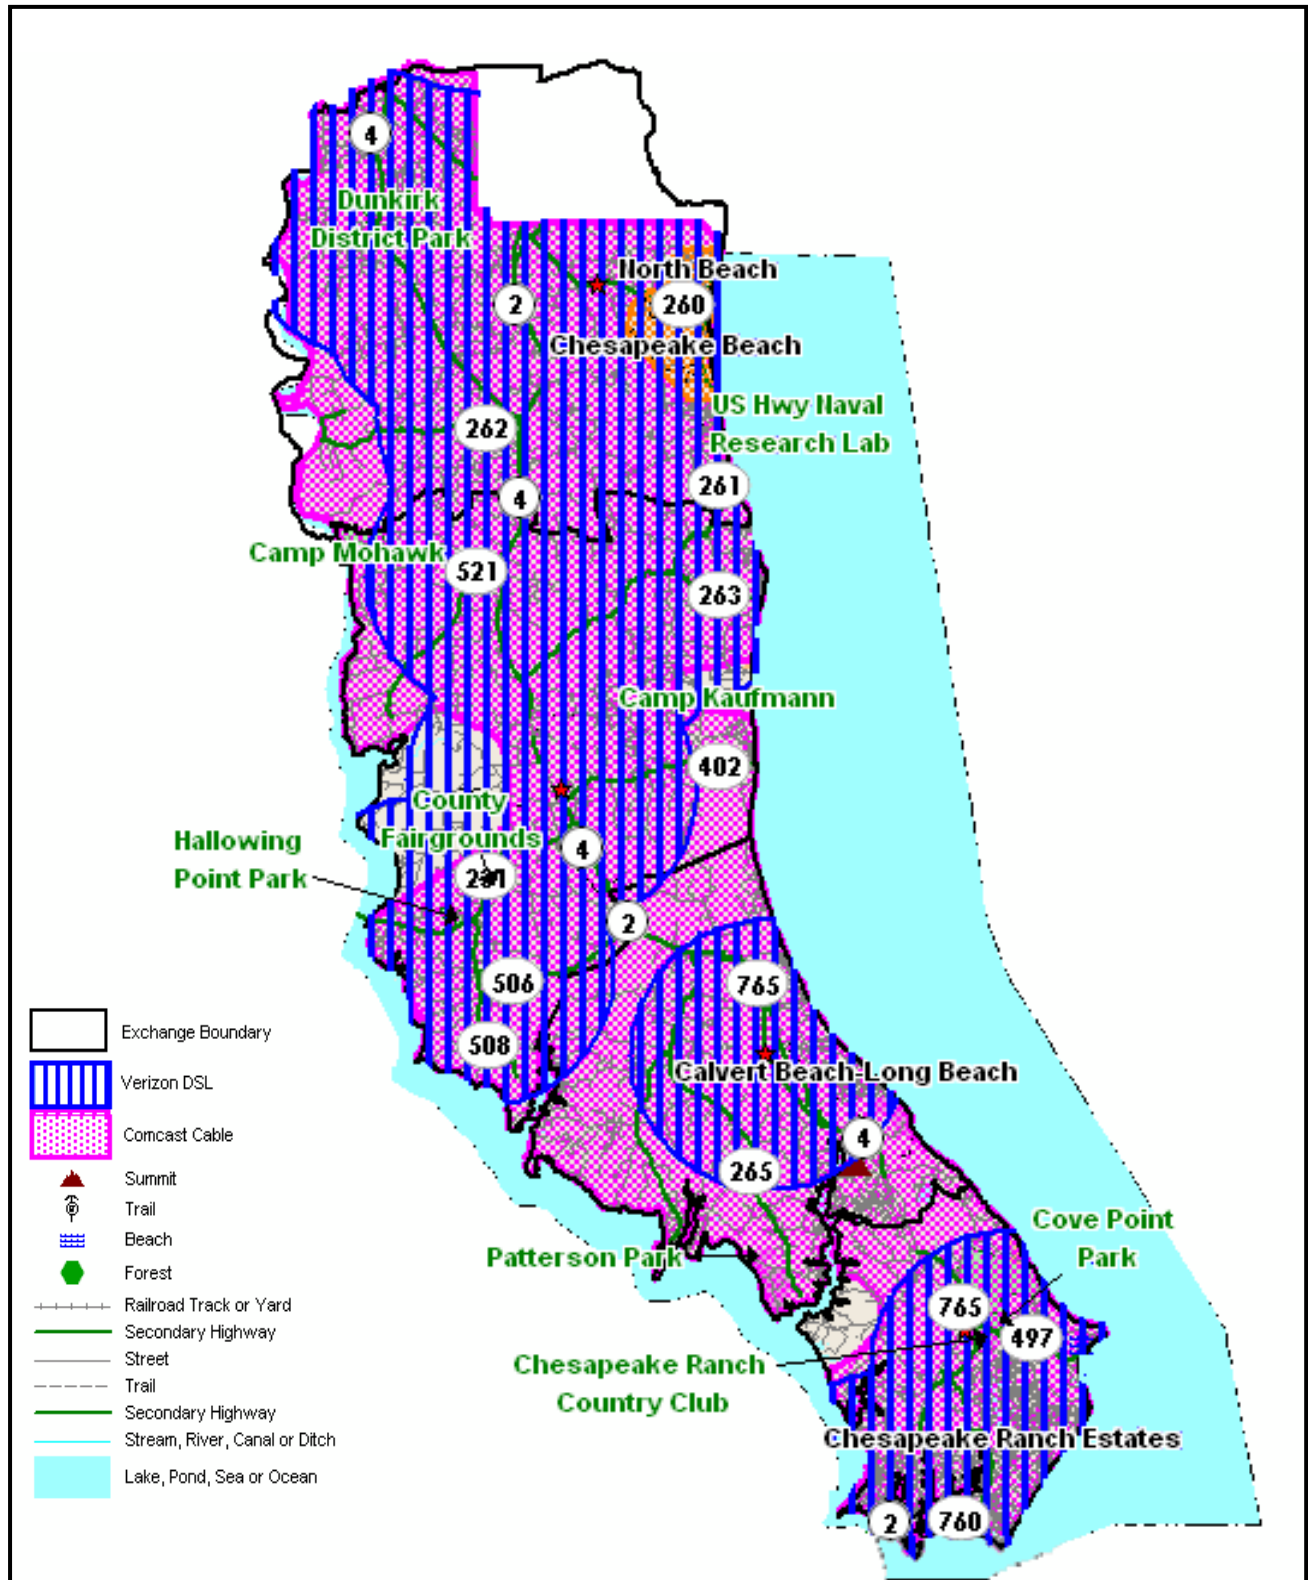 4
Dunkirk
District Park
North Beach
2
260
Chesapeake Beach
US Hwy Naval
Research Lab
262
261
4
Camp Mohawk
521
263
Camp Kaufmann
402
County
Fairgrounds
Hallowing
Point Park
4
2
506
765
508
Calvert Beach-Long Beach
4
265
Cove Point
Park
Patterson Park
765
497
Chesapeake Ranch
Country Club
Chesapeake Ranch Estates
2
760
Exchange Boundary
Verizon DSL
Comcast Cable
Summit
Trail
Beach
Forest
Railroad Track or Yard
Secondary Highway
Street
Trail
Secondary Highway
Stream, River, Canal or Ditch
Lake, Pond, Sea or Ocean